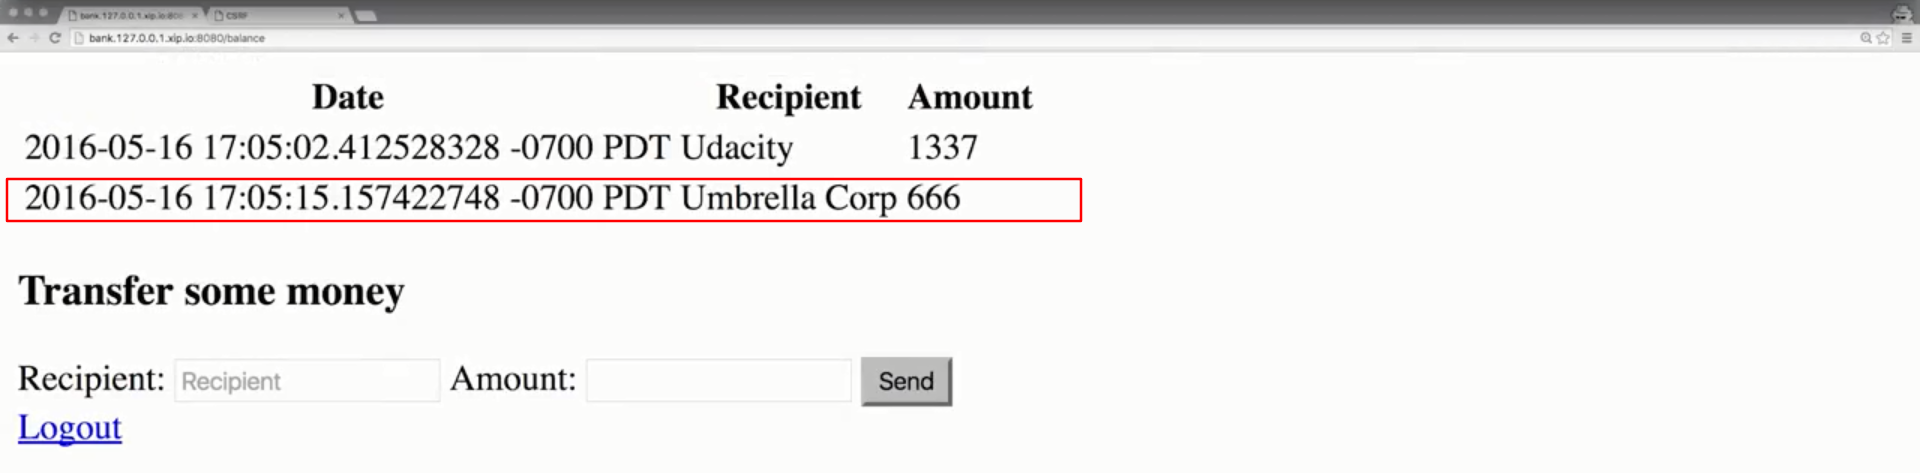 bank.127.0.0.1.xip.io:80 CSRF
bank.127.0.0.1.xip.io:8080/balance
Date Recipient Amount
2016-05-16 17:05:02.412528328 -0700 PDT Udacity 1337
2016-05-16 17:05:15.157422748 -0700 PDT Umbrella Corp 666
Transfer some money
Recipient: Recipient Amount: Send
Logout